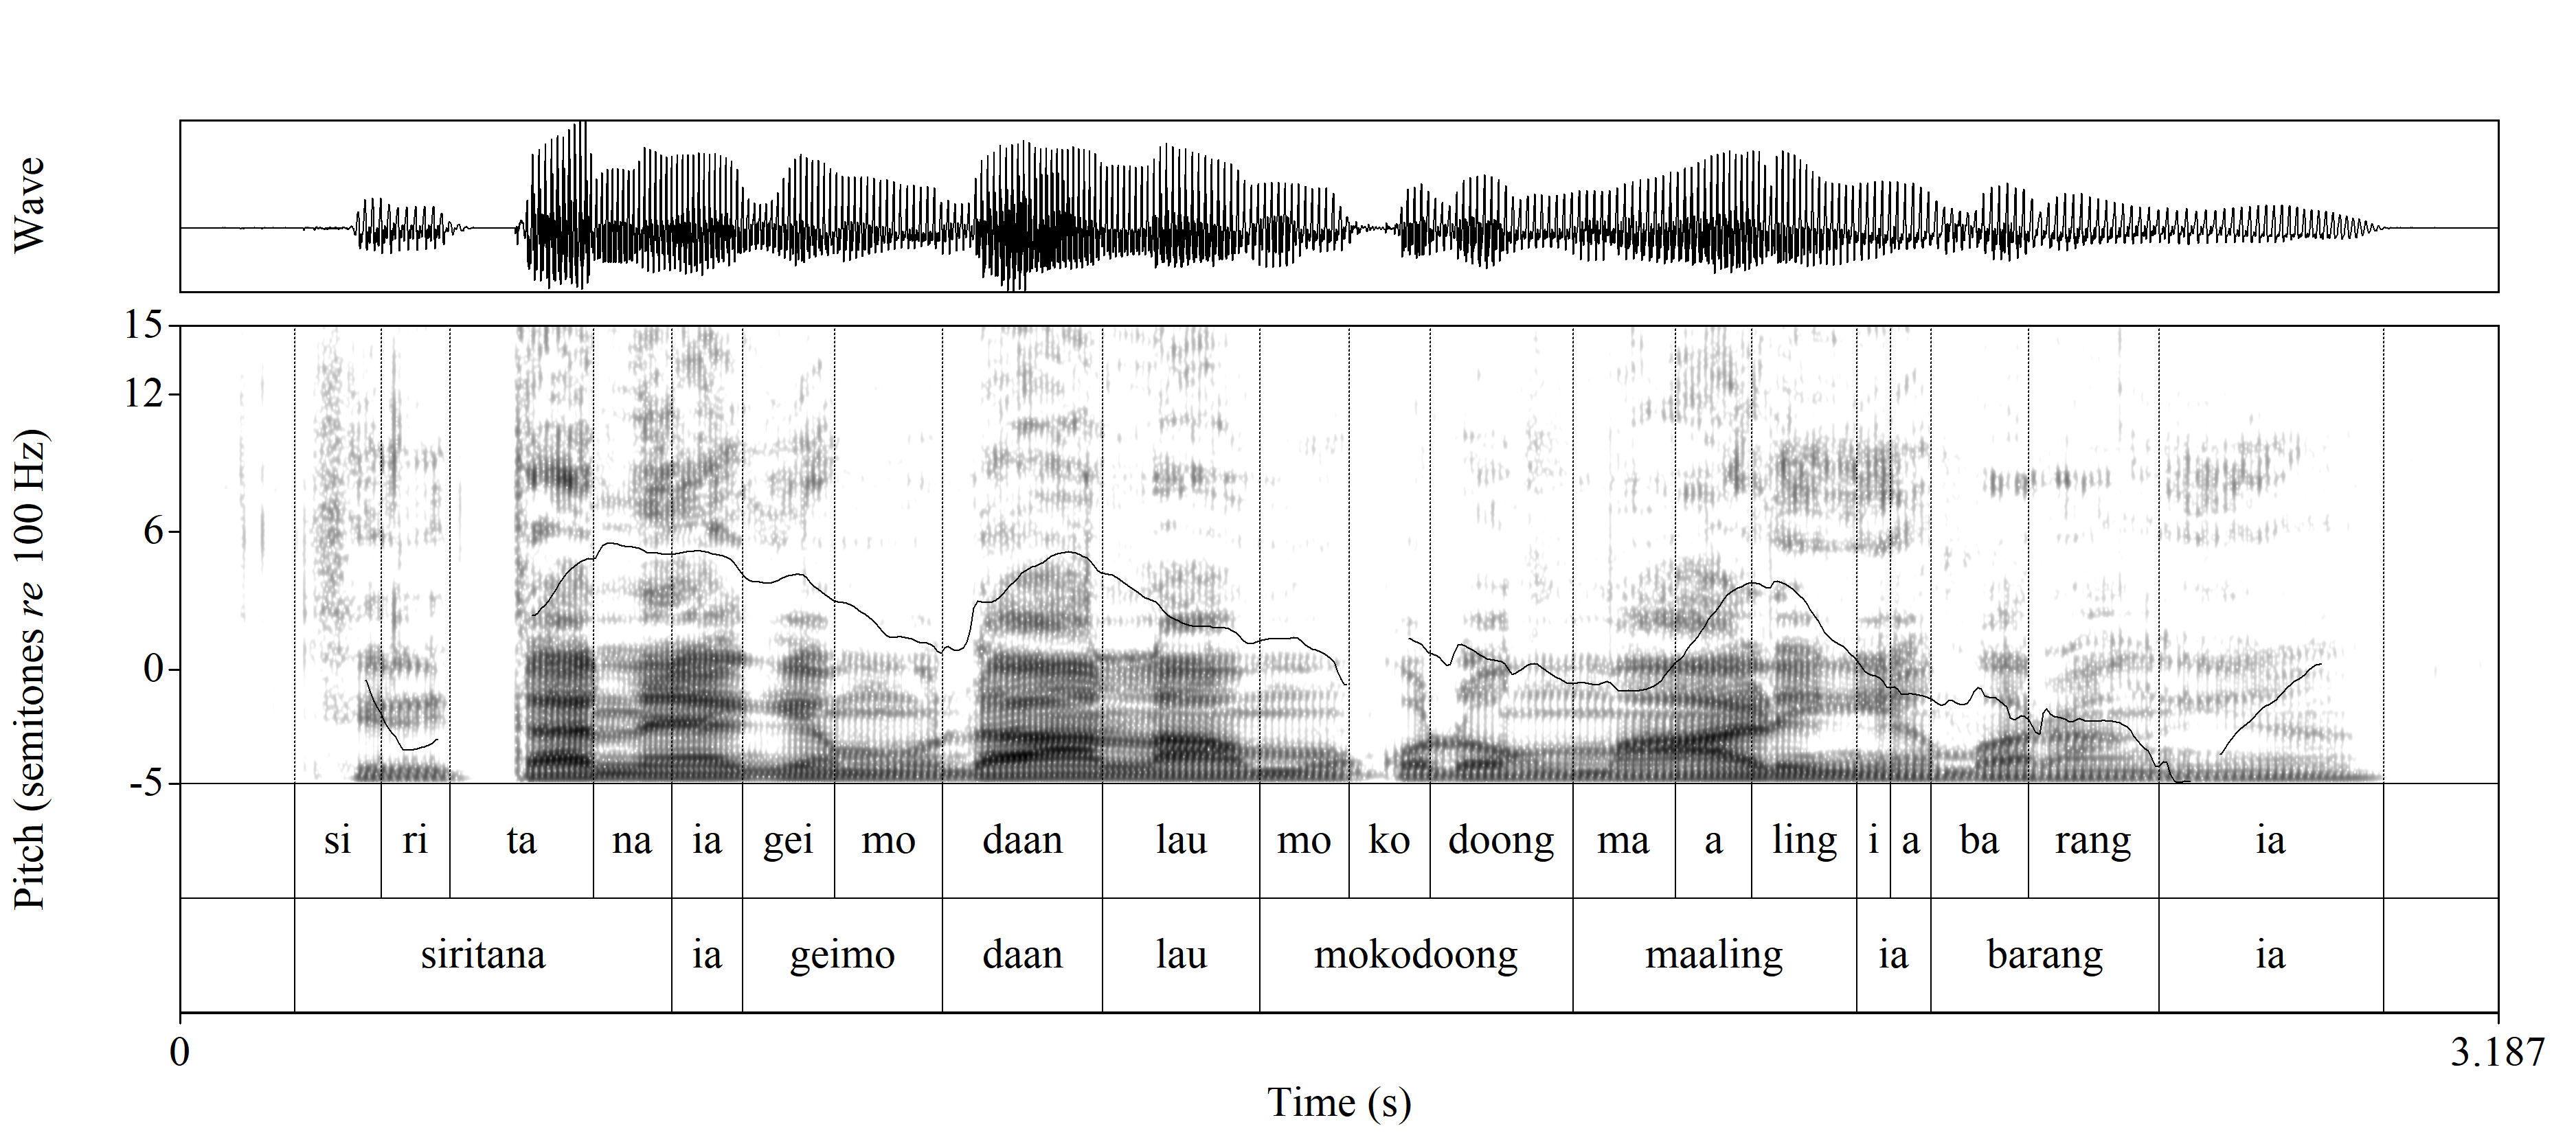 Wave
Pitch (semitones re 100 Hz)
15
12
6
0
-5
si ri ta na ia gei mo daan lau mo ko doong ma a ling i a ba rang ia
siritana ia geimo daan lau mokodoong maaling ia barang ia
0 3.187
Time (s)